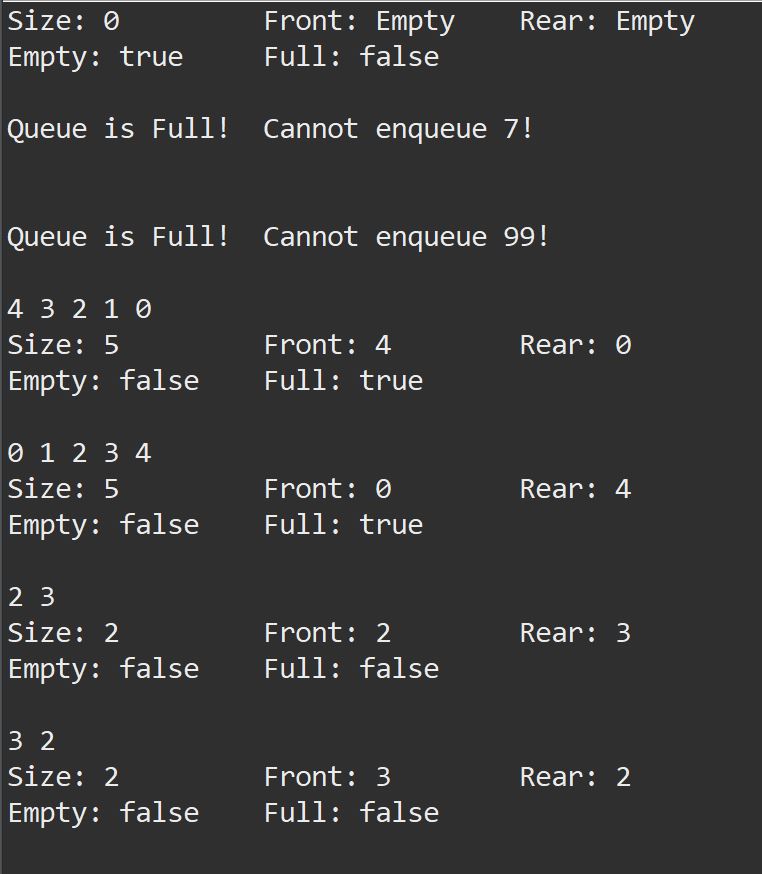 Size: 0 Front: Empty Rear: Empty
Empty: true Full: false
Queue is Full! Cannot enqueue 7!
Queue is Full! Cannot enqueue 99!
4 3 2 1 0
Size: 5 Front: 4 Rear: 0
Empty: false Full: true
0 1 2 3 4
Size: 5 Front: 0 Rear: 4
Empty: false Full: true
2 3
Size: 2 Front: 2 Rear: 3
Empty: false Full: false
3 2
Size: 2 Front: 3 Rear: 2
Empty: false Full: false